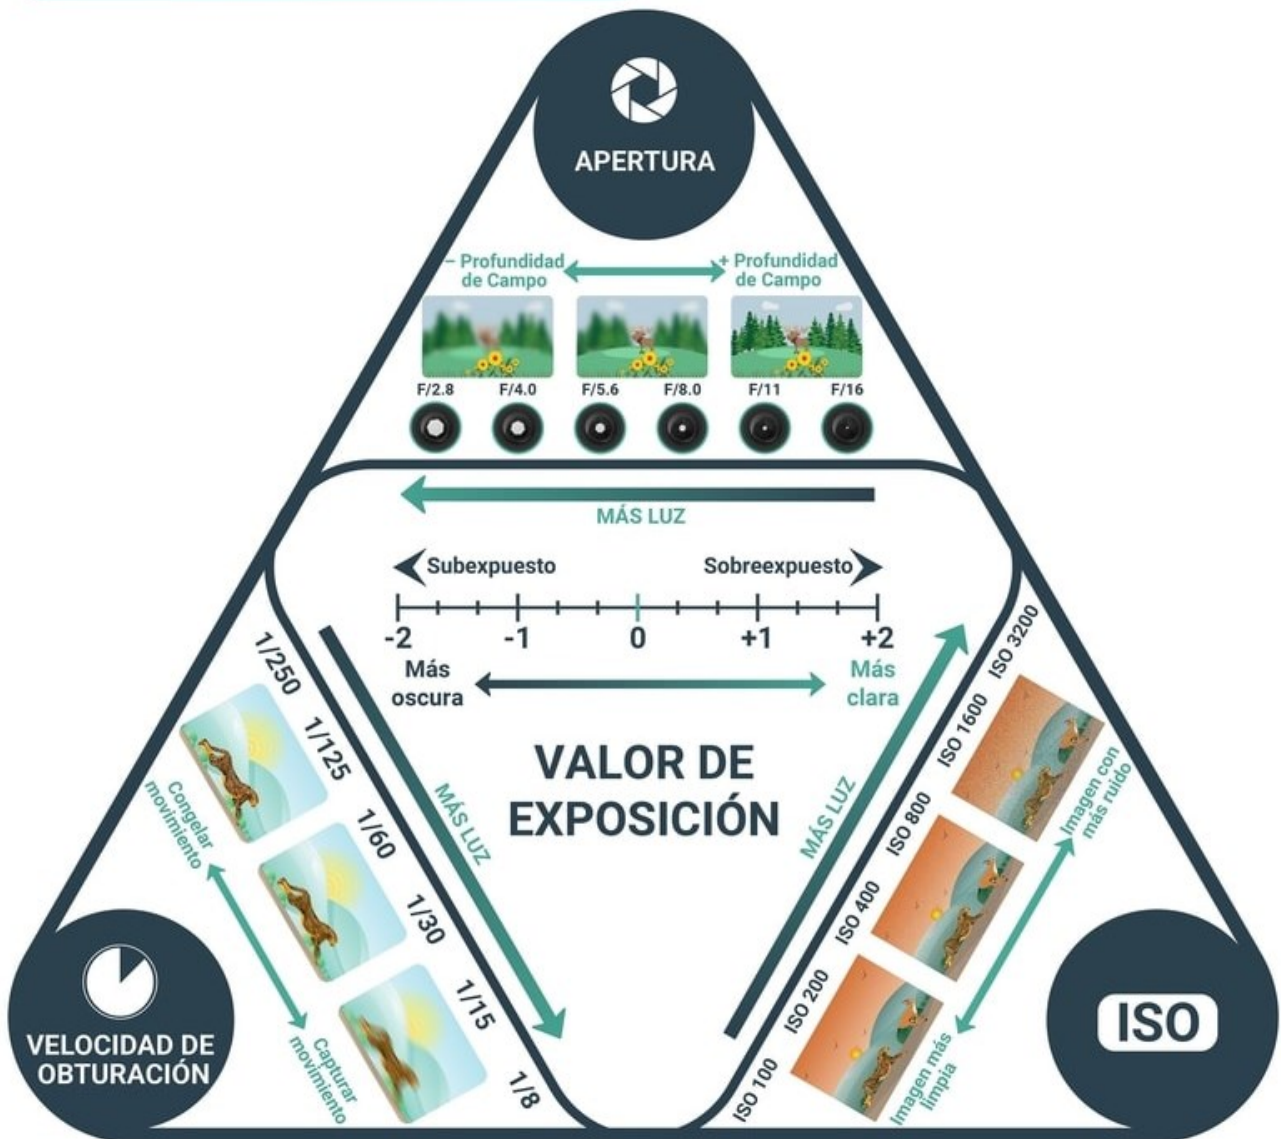 APERTURA
– Profundidad
de Campo
+ Profundidad
de Campo
F/2.8 F/4.0 F/5.6 F/8.0 F/11 F/16
MÁS LUZ
Subexpuesto
Sobreexpuesto
-2 -1 0 +1 +2
Más
oscura
Más
clara
VALOR DE
EXPOSICIÓN
1/250
1/125
1/60
1/30
1/15
1/8
MÁS LUZ
Congelar
movimiento
Capturar
movimiento
VELOCIDAD DE
OBTURACIÓN
MÁS LUZ
ISO 3200
ISO 1600
ISO 800
ISO 400
ISO 200
ISO 100
Imagen con
más ruido
Imagen más
limpia
ISO